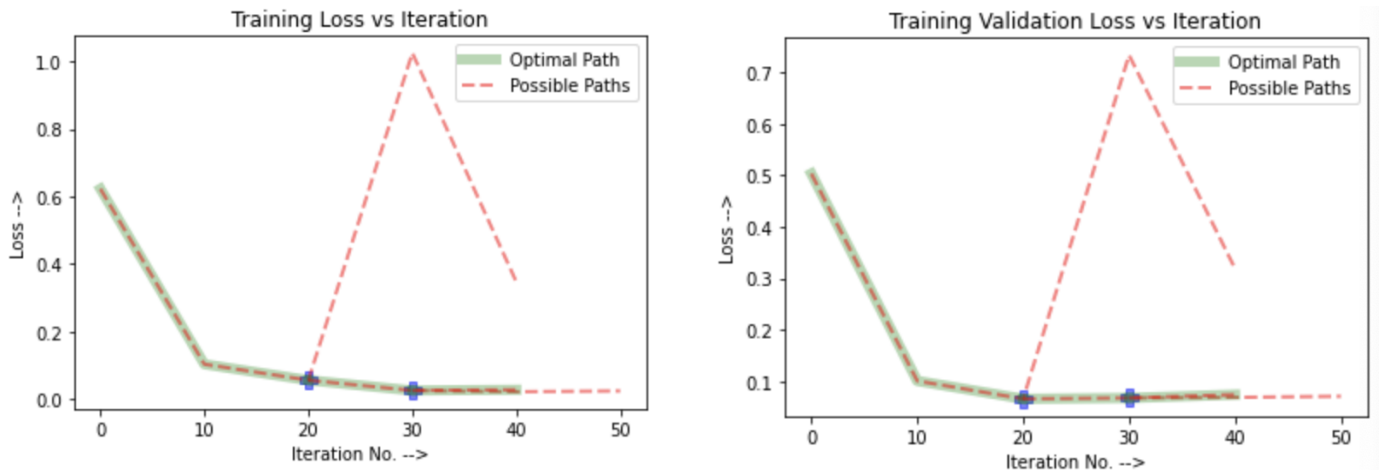 Training Loss vs Iteration
Optimal Path
Possible Paths
1.0
0.8
0.6
0.4
0.2
0.0
Loss -->
0 10 20 30 40 50
Iteration No. -->
Training Validation Loss vs Iteration
Optimal Path
Possible Paths
0.7
0.6
0.5
0.4
0.3
0.2
0.1
Loss -->
0 10 20 30 40 50
Iteration No. -->